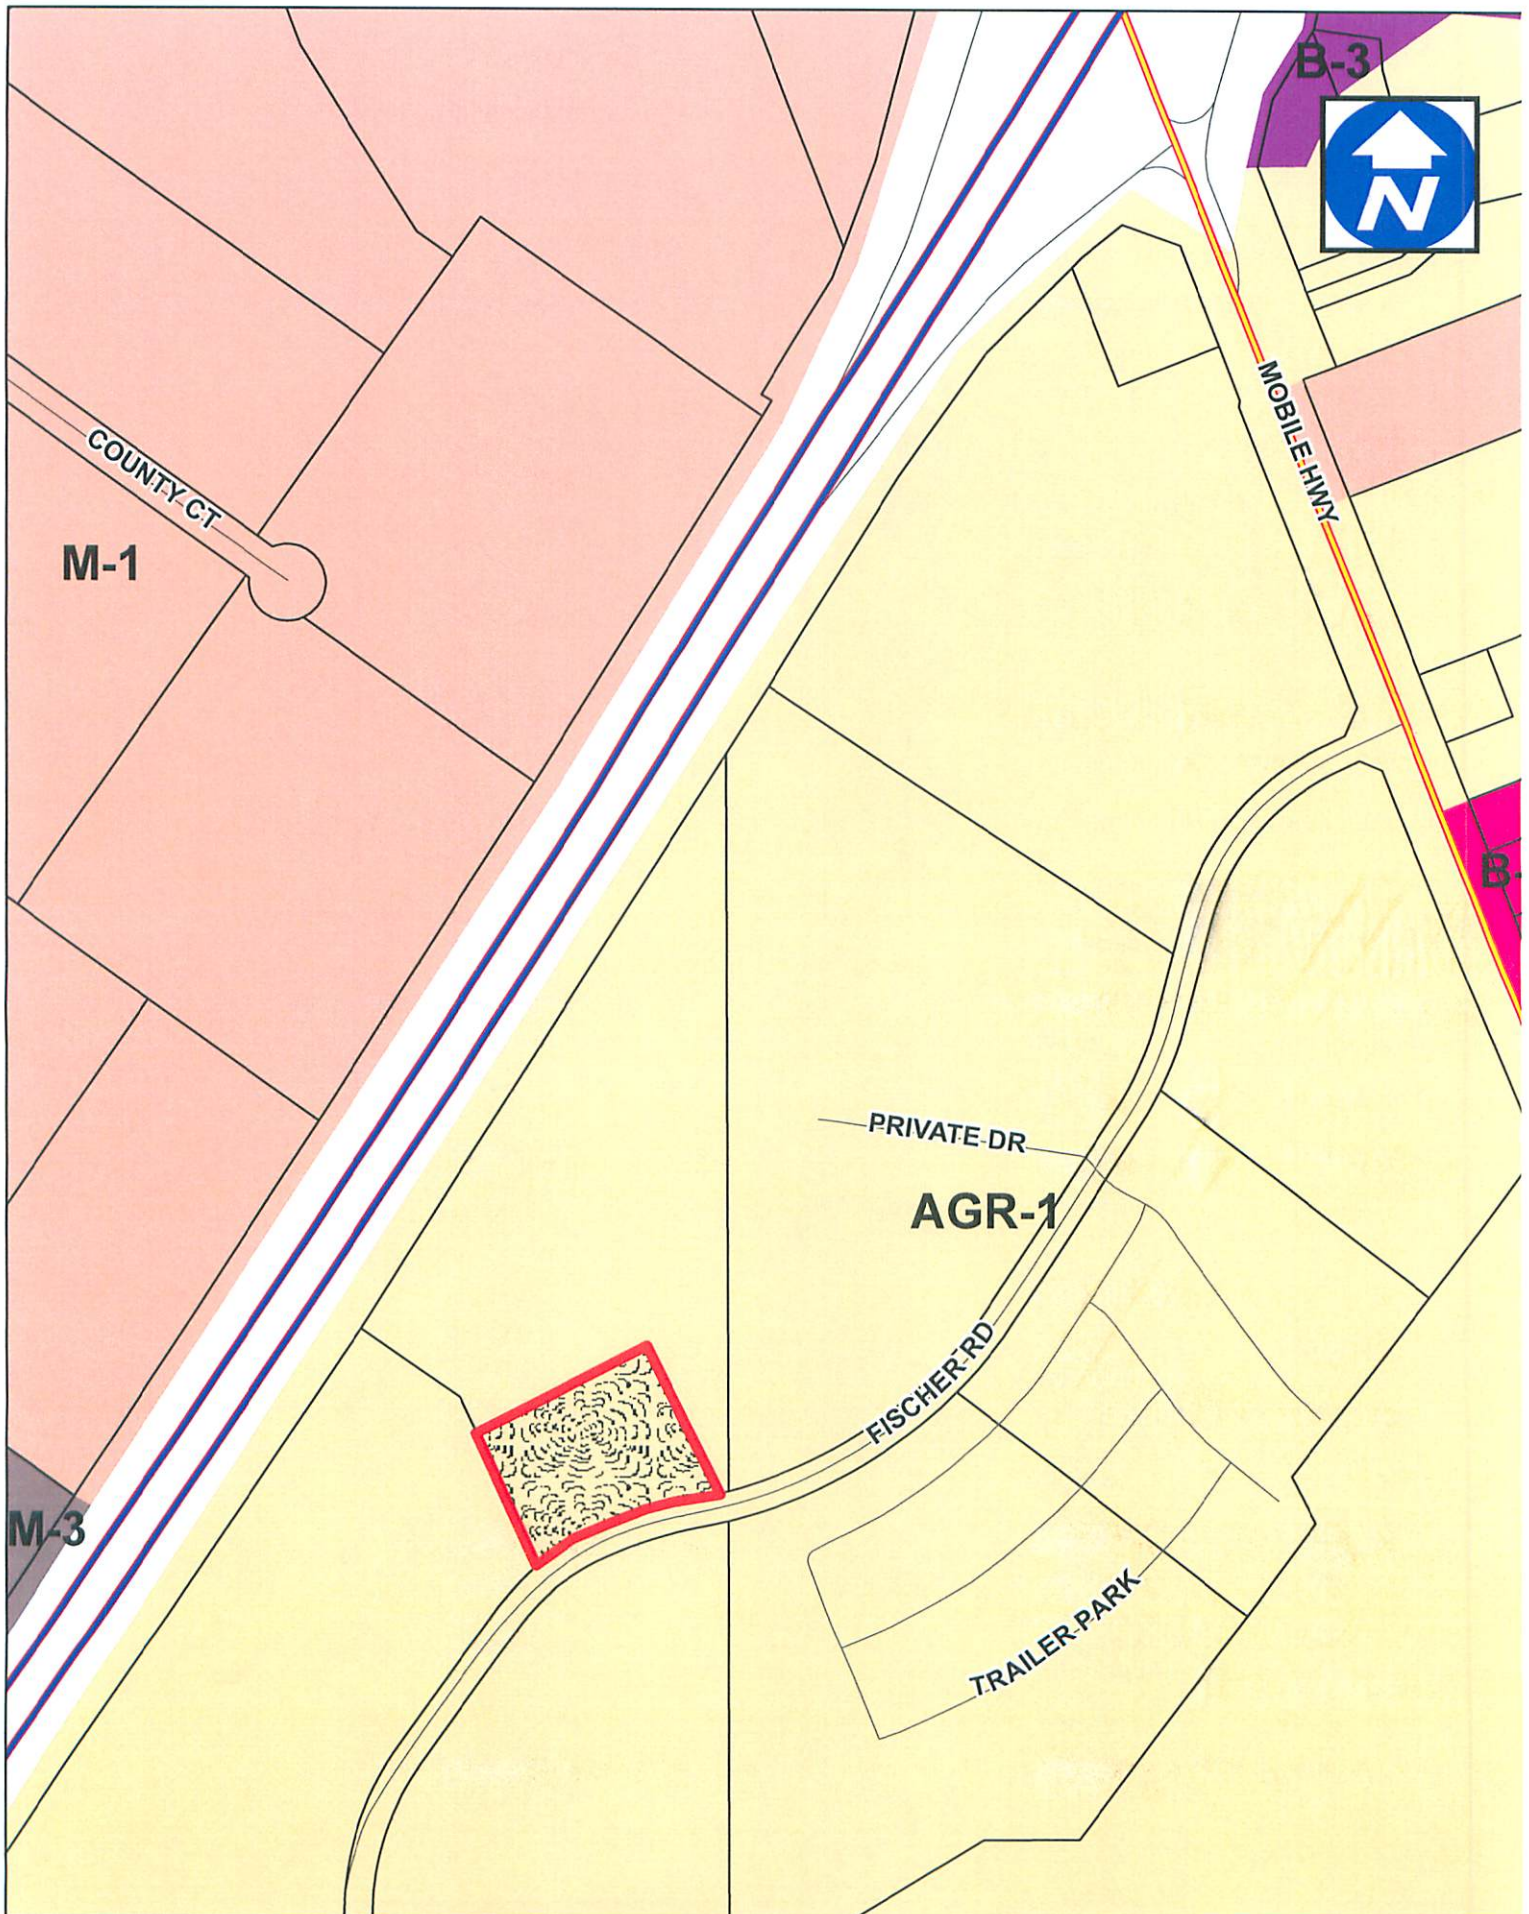 B-3
N
MOBILE HWY
COUNTY CT
M-1
B-
PRIVATE DR
AGR-1
FISCHER RD
M-3
TRAILER PARK